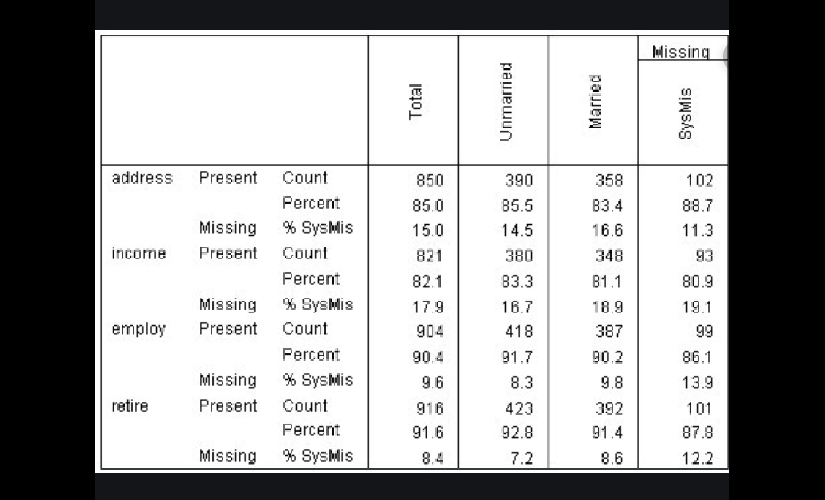 Missing
Total Unmarried Married SysMis
address Present Count 850 390 358 102
Percent 85.0 85.5 83.4 88.7
Missing % SysMis 15.0 14.5 16.6 11.3
income Present Count 821 380 348 93
Percent 82.1 83.3 81.1 80.9
Missing % SysMis 17.9 16.7 18.9 19.1
employ Present Count 904 418 387 99
Percent 90.4 91.7 90.2 86.1
Missing % SysMis 9.6 8.3 9.8 13.9
retire Present Count 916 423 392 101
Percent 91.6 92.8 91.4 87.8
Missing % SysMis 8.4 7.2 8.6 12.2